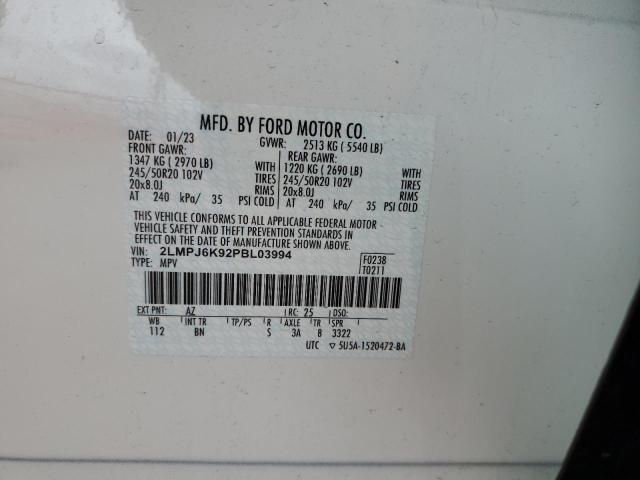 MFD. BY FORD MOTOR CO.
DATE: 01/23 GVWR: 2513 KG ( 5540 LB)
FRONT GAWR: REAR GAWR:
1347 KG ( 2970 LB) WITH 1220 KG ( 2690 LB) WITH
245/50R20 102V TIRES 245/50R20 102V TIRES
20x8.0J RIMS 20x8.0J RIMS
AT 240 kPa/ 35 PSI COLD AT 240 kPa/ 35 PSI COLD
THIS VEHICLE CONFORMS TO ALL APPLICABLE FEDERAL MOTOR
VEHICLE SAFETY AND THEFT PREVENTION STANDARDS IN
EFFECT ON THE DATE OF MANUFACTURE SHOWN ABOVE.
VIN: 2LMPJ6K92PBL03994 F0238
TYPE: MPV T0211
EXT PNT: AZ RC: 25 DSO:
WB INT TR TP/PS R AXLE TR SPR
112 BN S 3A 8 3322
UTC ▽ 5U5A-1520472-BA